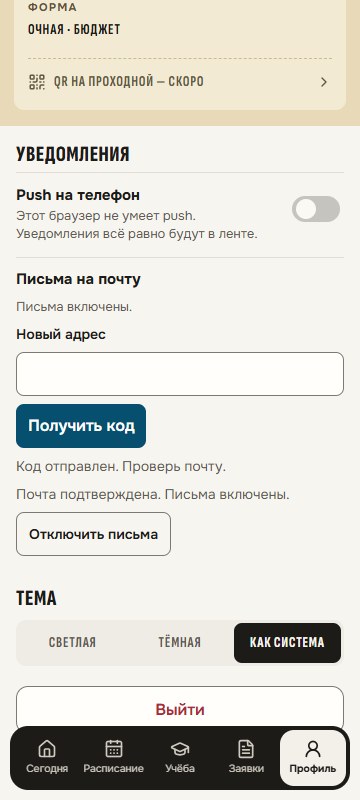 ФОРМА
ОЧНАЯ · БЮДЖЕТ
QR НА ПРОХОДНОЙ — СКОРО
УВЕДОМЛЕНИЯ
Push на телефон
Этот браузер не умеет push.
Уведомления всё равно будут в ленте.
Письма на почту
Письма включены.
Новый адрес
Получить код
Код отправлен. Проверь почту.
Почта подтверждена. Письма включены.
Отключить письма
ТЕМА
СВЕТЛАЯ ТЁМНАЯ КАК СИСТЕМА
Выйти
Сегодня Расписание Учёба Заявки Профиль